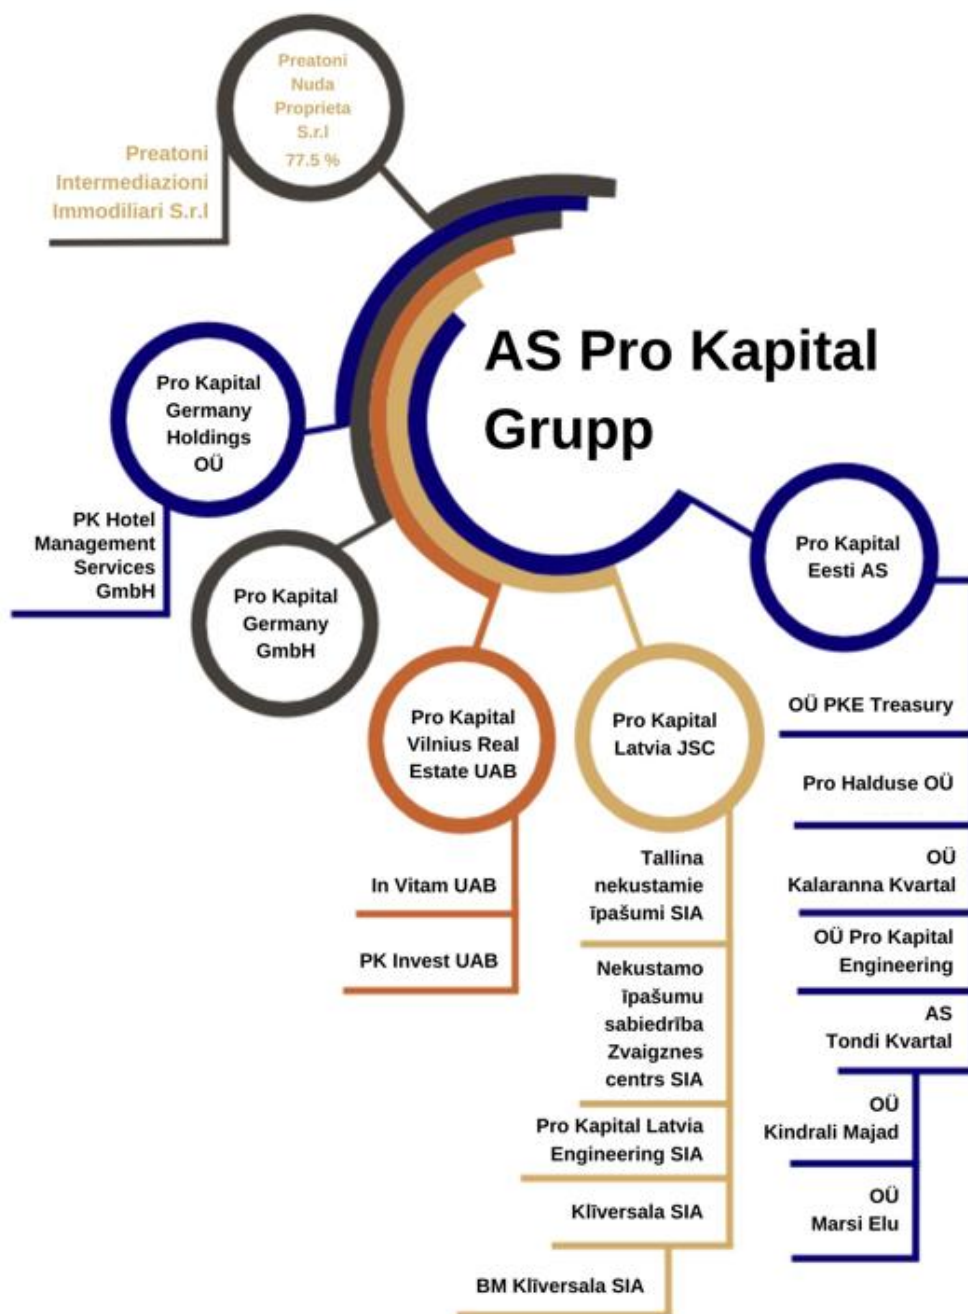 Preatoni
Nuda
Proprieta
S.r.l
77.5 %
Preatoni
Intermediazioni
Immodiliari S.r.l
AS Pro Kapital
Grupp
Pro Kapital
Germany
Holdings
OÜ
PK Hotel
Management
Services
GmbH
Pro Kapital
Germany
GmbH
Pro Kapital
Vilnius Real
Estate UAB
In Vitam UAB
PK Invest UAB
Pro Kapital
Latvia JSC
Tallina
nekustamie
īpašumi SIA
Nekustamo
īpašumu
sabiedrība
Zvaigznes
centrs SIA
Pro Kapital Latvia
Engineering SIA
Klīversala SIA
BM Klīversala SIA
Pro Kapital
Eesti AS
OÜ PKE Treasury
Pro Halduse OÜ
OÜ
Kalaranna Kvartal
OÜ Pro Kapital
Engineering
AS
Tondi Kvartal
OÜ
Kindrali Majad
OÜ
Marsi Elu